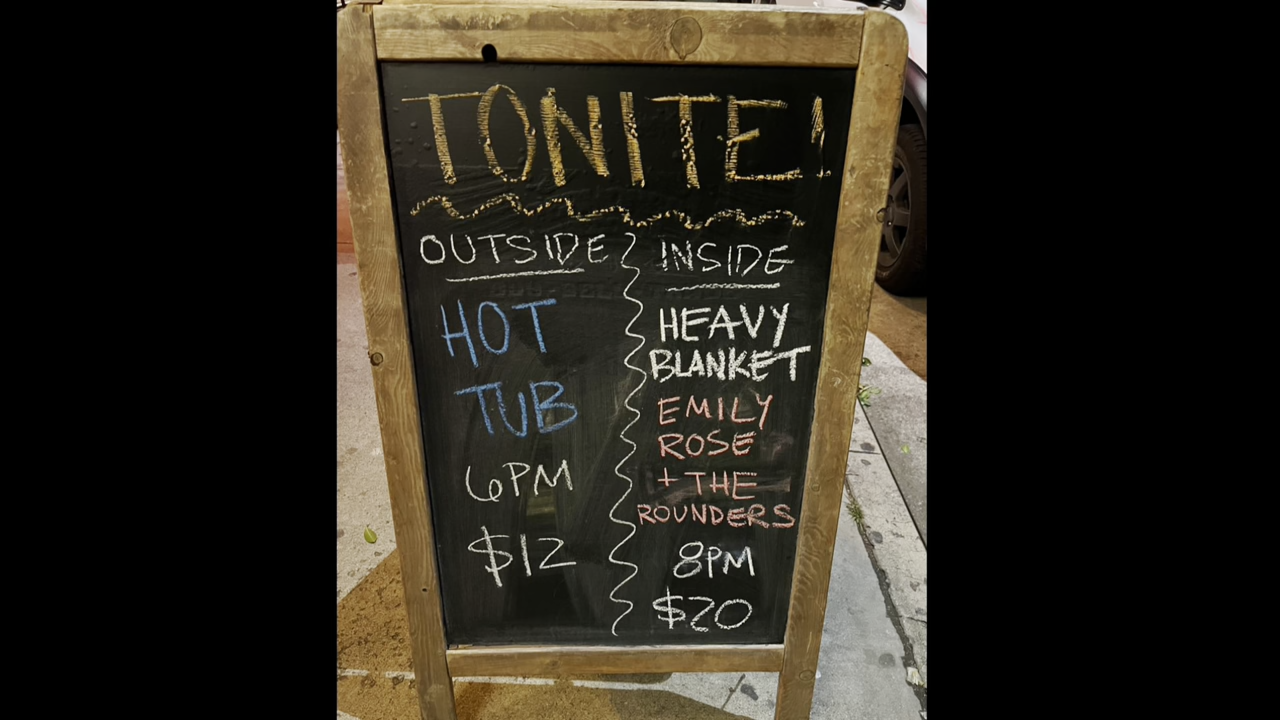 TONITE!
OUTSIDE
HOT
TUB
6PM
$12
INSIDE
HEAVY
BLANKET
EMILY
ROSE
+ THE
ROUNDERS
8PM
$20